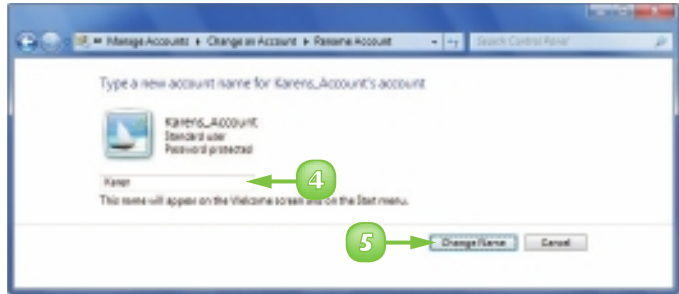 Manage Accounts Change an Account Rename Account Search Control Panel
Type a new account name for Karens_Account's account
Karens_Account
Standard user
Password protected
Karen
4
This name will appear on the Welcome screen and on the Start menu.
5
Change Name Cancel